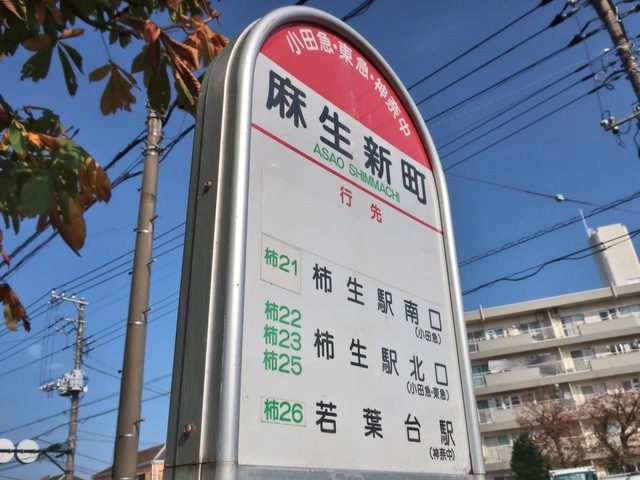 小田急・東急・神奈中
麻生新町
ASAO SHIMMACHI
行先
柿21 柿生駅南口
(小田急)
柿22
柿23 柿生駅北口
柿25 (小田急・東急)
柿26 若葉台駅
(神奈中)